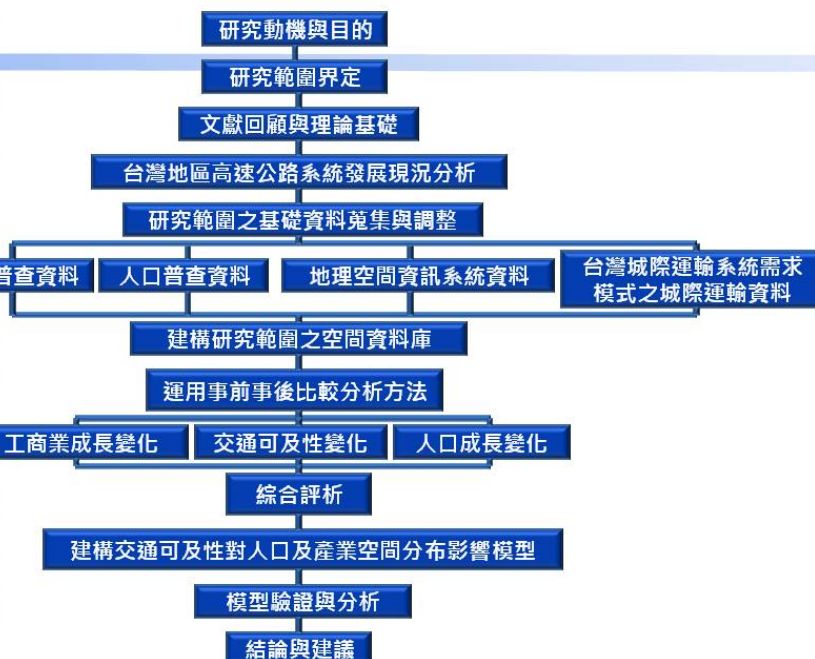 研究動機與目的
研究範圍界定
文獻回顧與理論基礎
台灣地區高速公路系統發展現況分析
研究範圍之基礎資料蒐集與調整
普查資料
人口普查資料
地理空間資訊系統資料
台灣城際運輸系統需求
模式之城際運輸資料
建構研究範圍之空間資料庫
運用事前事後比較分析方法
工商業成長變化
交通可及性變化
人口成長變化
綜合評析
建構交通可及性對人口及產業空間分布影響模型
模型驗證與分析
結論與建議